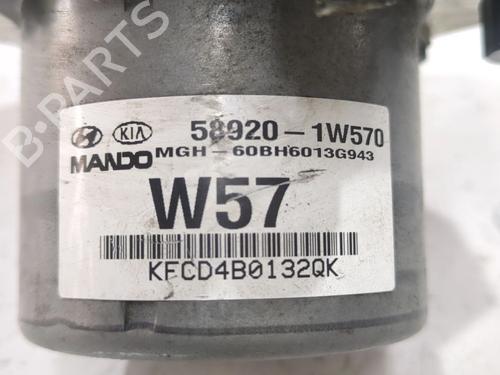 KIA 58920-1W570
MANDO MGH-60BH6013G943
W57
KFCD4B0132QK
B-PARTS